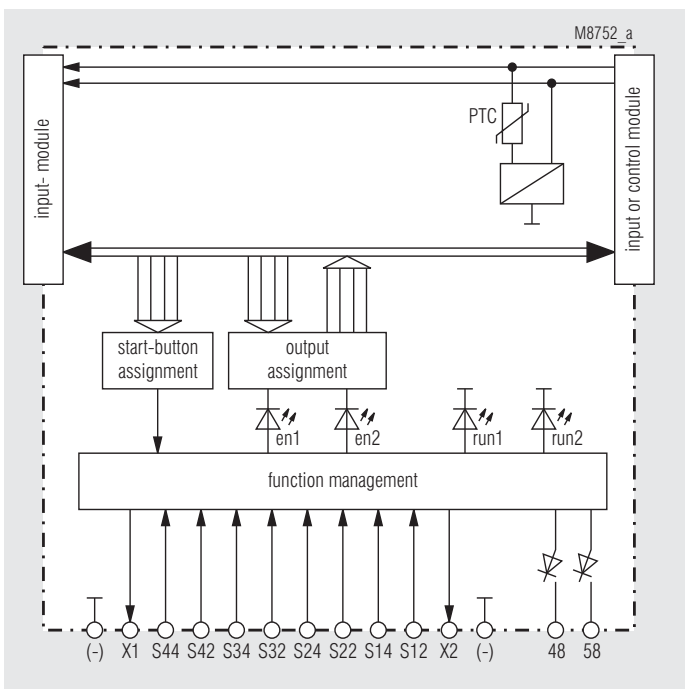 M8752_a
input- module
PTC
input or control module
start-button
assignment
output
assignment
en1
en2
run1
run2
function management
(-) X1 S44 S42 S34 S32 S24 S22 S14 S12 X2 (-) 48 58